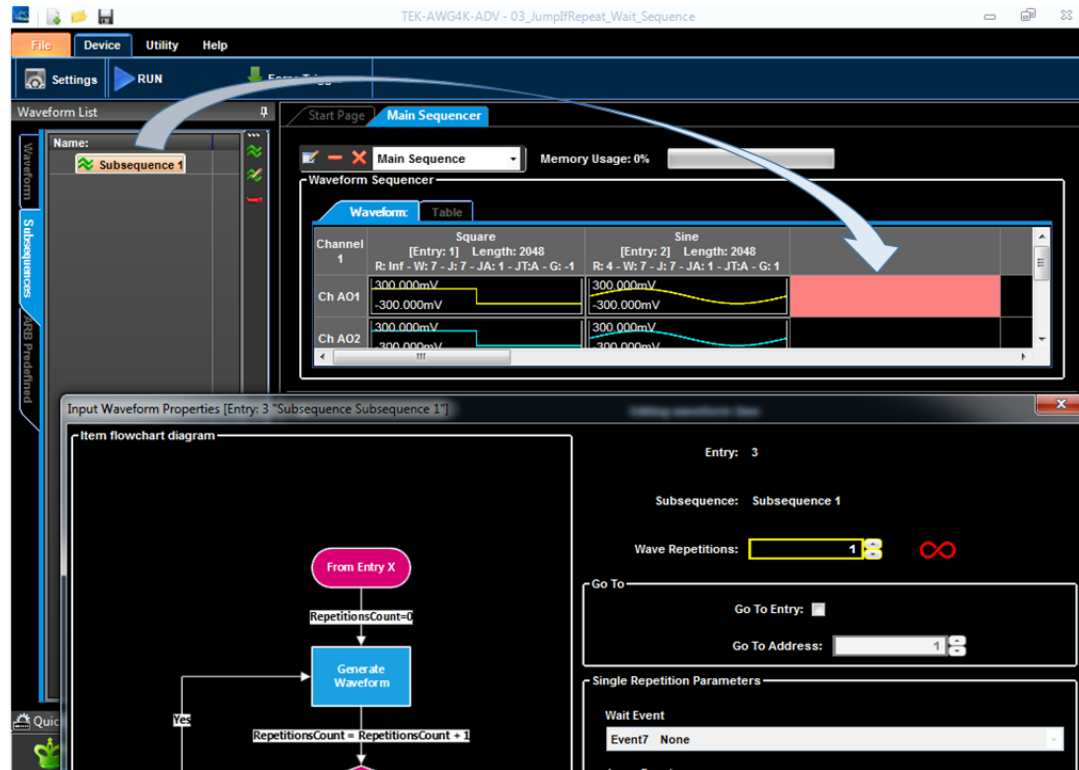 TEK-AWG4K-ADV - 03_JumpIfRepeat_Wait_Sequence
File Device Utility Help
Settings RUN
Waveform List
Start Page Main Sequencer
Name:
Subsequence 1
Waveform
Subsequences
ARB Predefined
Main Sequence Memory Usage: 0%
Waveform Sequencer
Waveform: Table
Channel 1
Square
[Entry: 1] Length: 2048
R: Inf - W: 7 - J: 7 - JA: 1 - JT:A - G: -1
Sine
[Entry: 2] Length: 2048
R: 4 - W: 7 - J: 7 - JA: 1 - JT:A - G: 1
Ch AO1
300.000mV
-300.000mV
300.000mV
-300.000mV
Ch AO2
300.000mV
-300.000mV
300.000mV
-300.000mV
Input Waveform Properties [Entry: 3 "Subsequence Subsequence 1"]
Item flowchart diagram
From Entry X
RepetitionsCount=0
Generate
Waveform
Yes
RepetitionsCount = RepetitionsCount + 1
Entry: 3
Subsequence: Subsequence 1
Wave Repetitions: 1
Go To
Go To Entry:
Go To Address: 1
Single Repetition Parameters
Wait Event
Event7 None
Quic